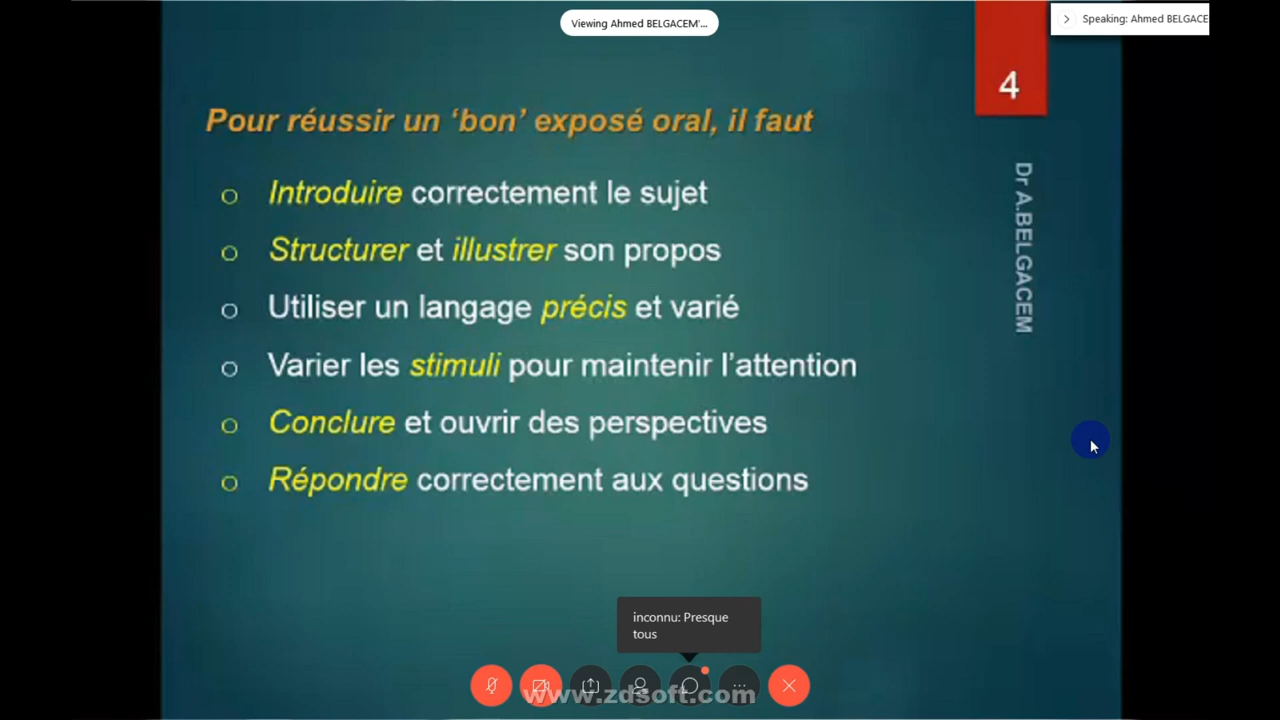 Viewing Ahmed BELGACEM'...
Speaking: Ahmed BELGACE
4
Pour réussir un ‘bon’ exposé oral, il faut
Introduire correctement le sujet
Structurer et illustrer son propos
Utiliser un langage précis et varié
Varier les stimuli pour maintenir l’attention
Conclure et ouvrir des perspectives
Répondre correctement aux questions
Dr A.BELGACEM
inconnu: Presque
tous
www.zdsoft.com